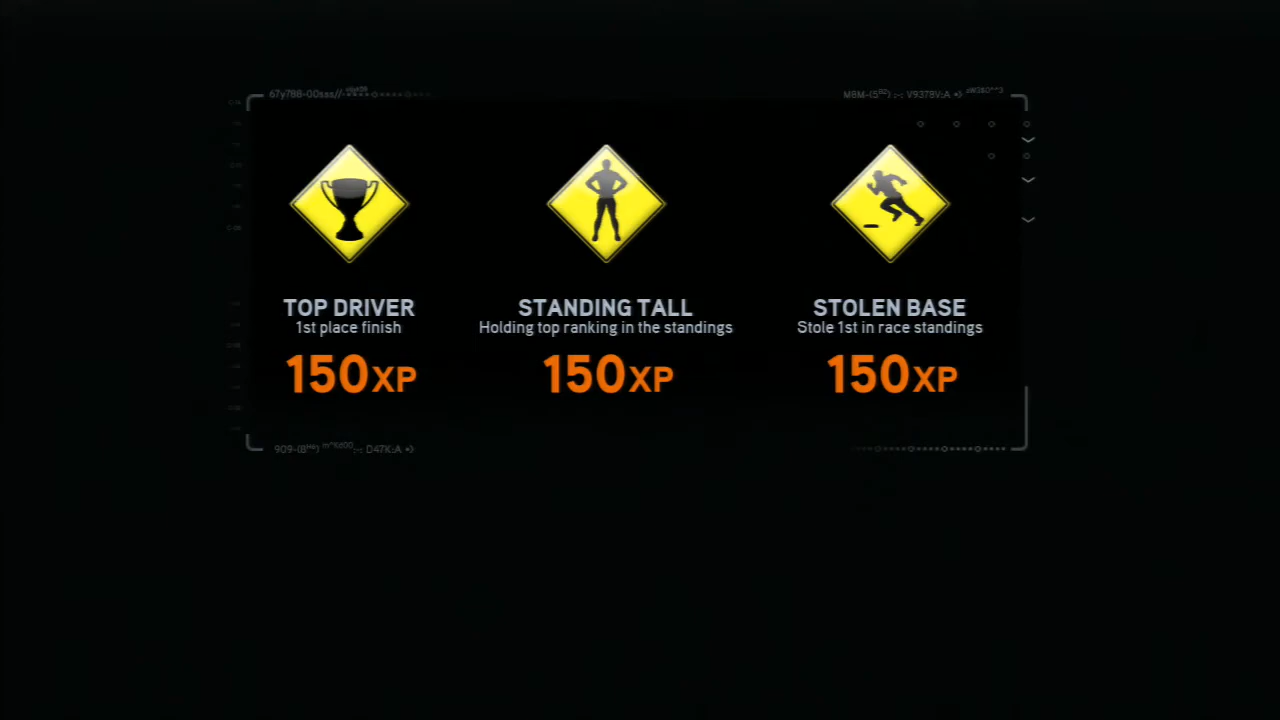 TOP DRIVER
1st place finish
150XP
STANDING TALL
Holding top ranking in the standings
150XP
STOLEN BASE
Stole 1st in race standings
150XP